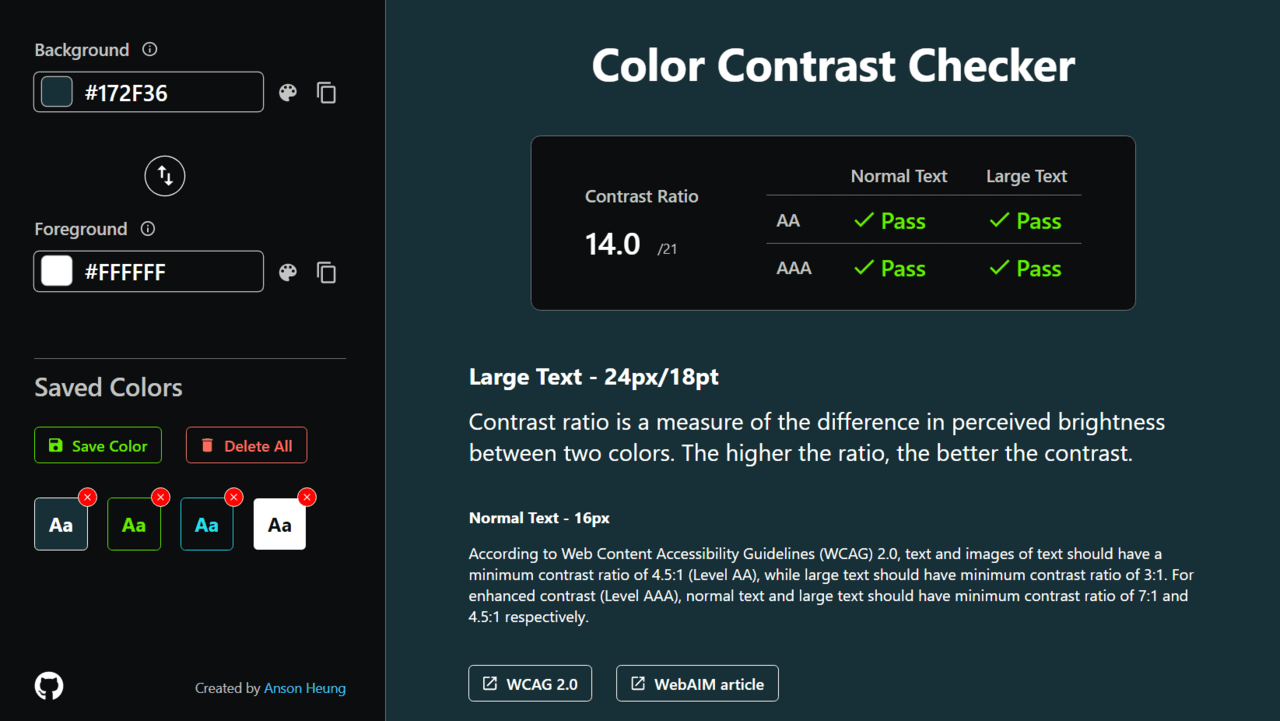 Background
#172F36
Foreground
#FFFFFF
Saved Colors
Save Color
Delete All
Aa
Aa
Aa
Aa
Created by Anson Heung
Color Contrast Checker
Contrast Ratio
14.0 /21
Normal Text Large Text
AA Pass Pass
AAA Pass Pass
Large Text - 24px/18pt
Contrast ratio is a measure of the difference in perceived brightness
between two colors. The higher the ratio, the better the contrast.
Normal Text - 16px
According to Web Content Accessibility Guidelines (WCAG) 2.0, text and images of text should have a
minimum contrast ratio of 4.5:1 (Level AA), while large text should have minimum contrast ratio of 3:1. For
enhanced contrast (Level AAA), normal text and large text should have minimum contrast ratio of 7:1 and
4.5:1 respectively.
WCAG 2.0
WebAIM article